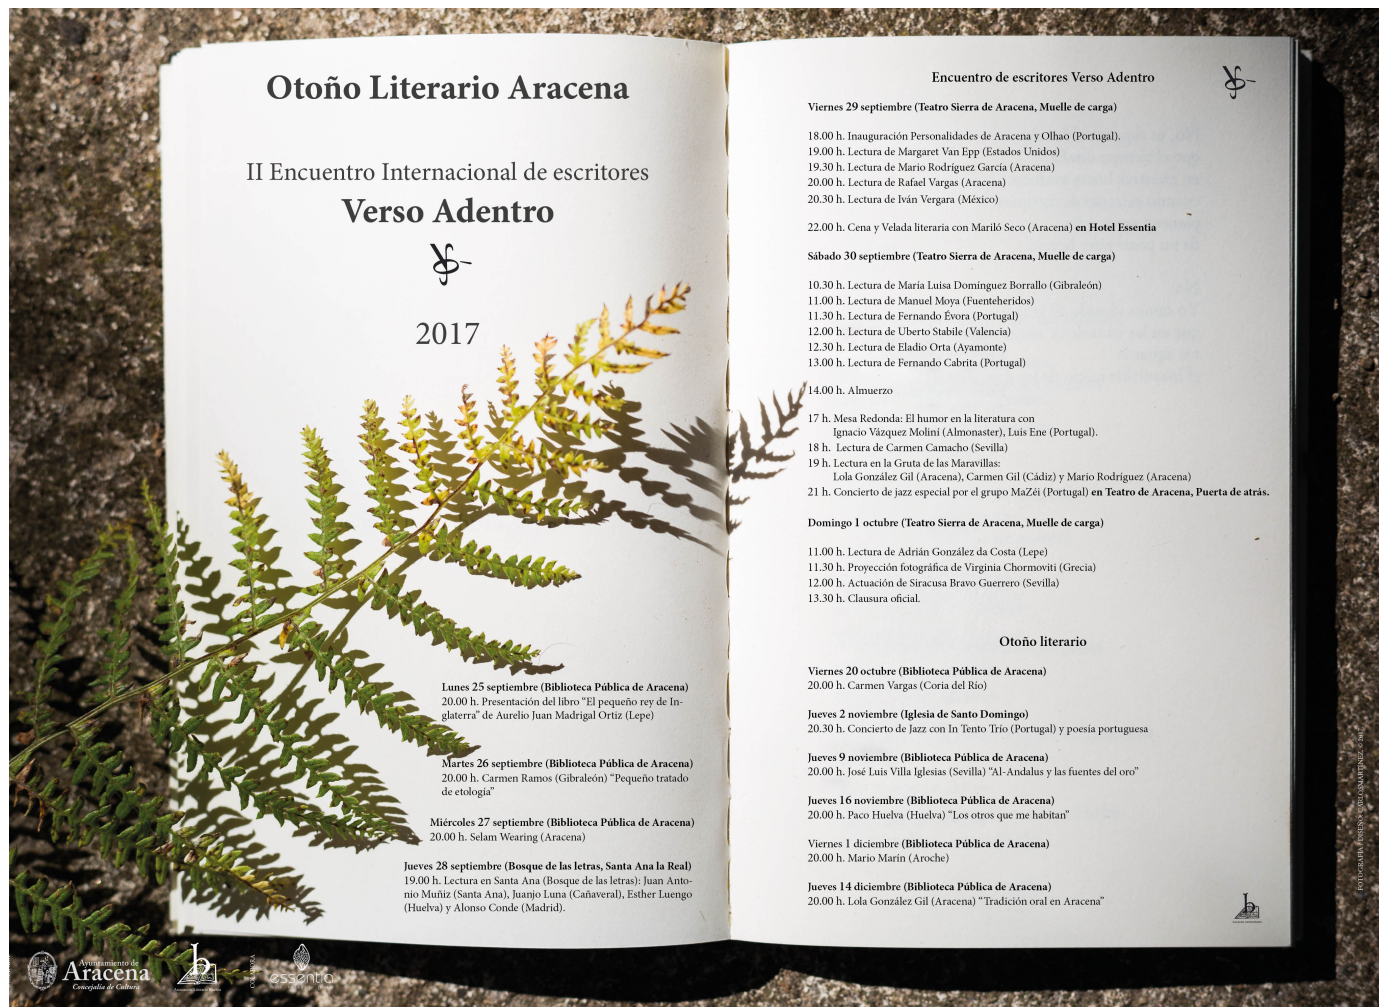 Otoño Literario Aracena
II Encuentro Internacional de escritores
Verso Adentro
2017
Lunes 25 septiembre (Biblioteca Pública de Aracena)
20.00 h. Presentación del libro “El pequeño rey de In-
glaterra” de Aurelio Juan Madrigal Ortiz (Lepe)
Martes 26 septiembre (Biblioteca Pública de Aracena)
20.00 h. Carmen Ramos (Gibraleón) “Pequeño tratado
de etología”
Miércoles 27 septiembre (Biblioteca Pública de Aracena)
20.00 h. Selam Wearing (Aracena)
Jueves 28 septiembre (Bosque de las letras, Santa Ana la Real)
19.00 h. Lectura en Santa Ana (Bosque de las letras): Juan Anto-
nio Muñiz (Santa Ana), Juanjo Luna (Cañaveral), Esther Luengo
(Huelva) y Alonso Conde (Madrid).
Encuentro de escritores Verso Adentro
Viernes 29 septiembre (Teatro Sierra de Aracena, Muelle de carga)
18.00 h. Inauguración Personalidades de Aracena y Olhao (Portugal).
19.00 h. Lectura de Margaret Van Epp (Estados Unidos)
19.30 h. Lectura de Mario Rodríguez García (Aracena)
20.00 h. Lectura de Rafael Vargas (Aracena)
20.30 h. Lectura de Iván Vergara (México)
22.00 h. Cena y Velada literaria con Mariló Seco (Aracena) en Hotel Essentia
Sábado 30 septiembre (Teatro Sierra de Aracena, Muelle de carga)
10.30 h. Lectura de María Luisa Domínguez Borrallo (Gibraleón)
11.00 h. Lectura de Manuel Moya (Fuenteheridos)
11.30 h. Lectura de Fernando Évora (Portugal)
12.00 h. Lectura de Uberto Stabile (Valencia)
12.30 h. Lectura de Eladio Orta (Ayamonte)
13.00 h. Lectura de Fernando Cabrita (Portugal)
14.00 h. Almuerzo
17 h. Mesa Redonda: El humor en la literatura con
Ignacio Vázquez Moliní (Almonaster), Luis Ene (Portugal).
18 h. Lectura de Carmen Camacho (Sevilla)
19 h. Lectura en la Gruta de las Maravillas:
Lola González Gil (Aracena), Carmen Gil (Cádiz) y Mario Rodríguez (Aracena)
21 h. Concierto de jazz especial por el grupo MaZéi (Portugal) en Teatro de Aracena, Puerta de atrás.
Domingo 1 octubre (Teatro Sierra de Aracena, Muelle de carga)
11.00 h. Lectura de Adrián González da Costa (Lepe)
11.30 h. Proyección fotográfica de Virginia Chormoviti (Grecia)
12.00 h. Actuación de Siracusa Bravo Guerrero (Sevilla)
13.30 h. Clausura oficial.
Otoño literario
Viernes 20 octubre (Biblioteca Pública de Aracena)
20.00 h. Carmen Vargas (Coria del Río)
Jueves 2 noviembre (Iglesia de Santo Domingo)
20.30 h. Concierto de Jazz con In Tento Trío (Portugal) y poesía portuguesa
Jueves 9 noviembre (Biblioteca Pública de Aracena)
20.00 h. José Luis Villa Iglesias (Sevilla) “Al-Andalus y las fuentes del oro”
Jueves 16 noviembre (Biblioteca Pública de Aracena)
20.00 h. Paco Huelva (Huelva) “Los otros que me habitan”
Viernes 1 diciembre (Biblioteca Pública de Aracena)
20.00 h. Mario Marín (Aroche)
Jueves 14 diciembre (Biblioteca Pública de Aracena)
20.00 h. Lola González Gil (Aracena) “Tradición oral en Aracena”
Ayuntamiento de
Aracena
Concejalía de Cultura
COLABORA
essentia
FOTOGRAFÍA / DISEÑO: CARLOSMARTINEZ © 2017